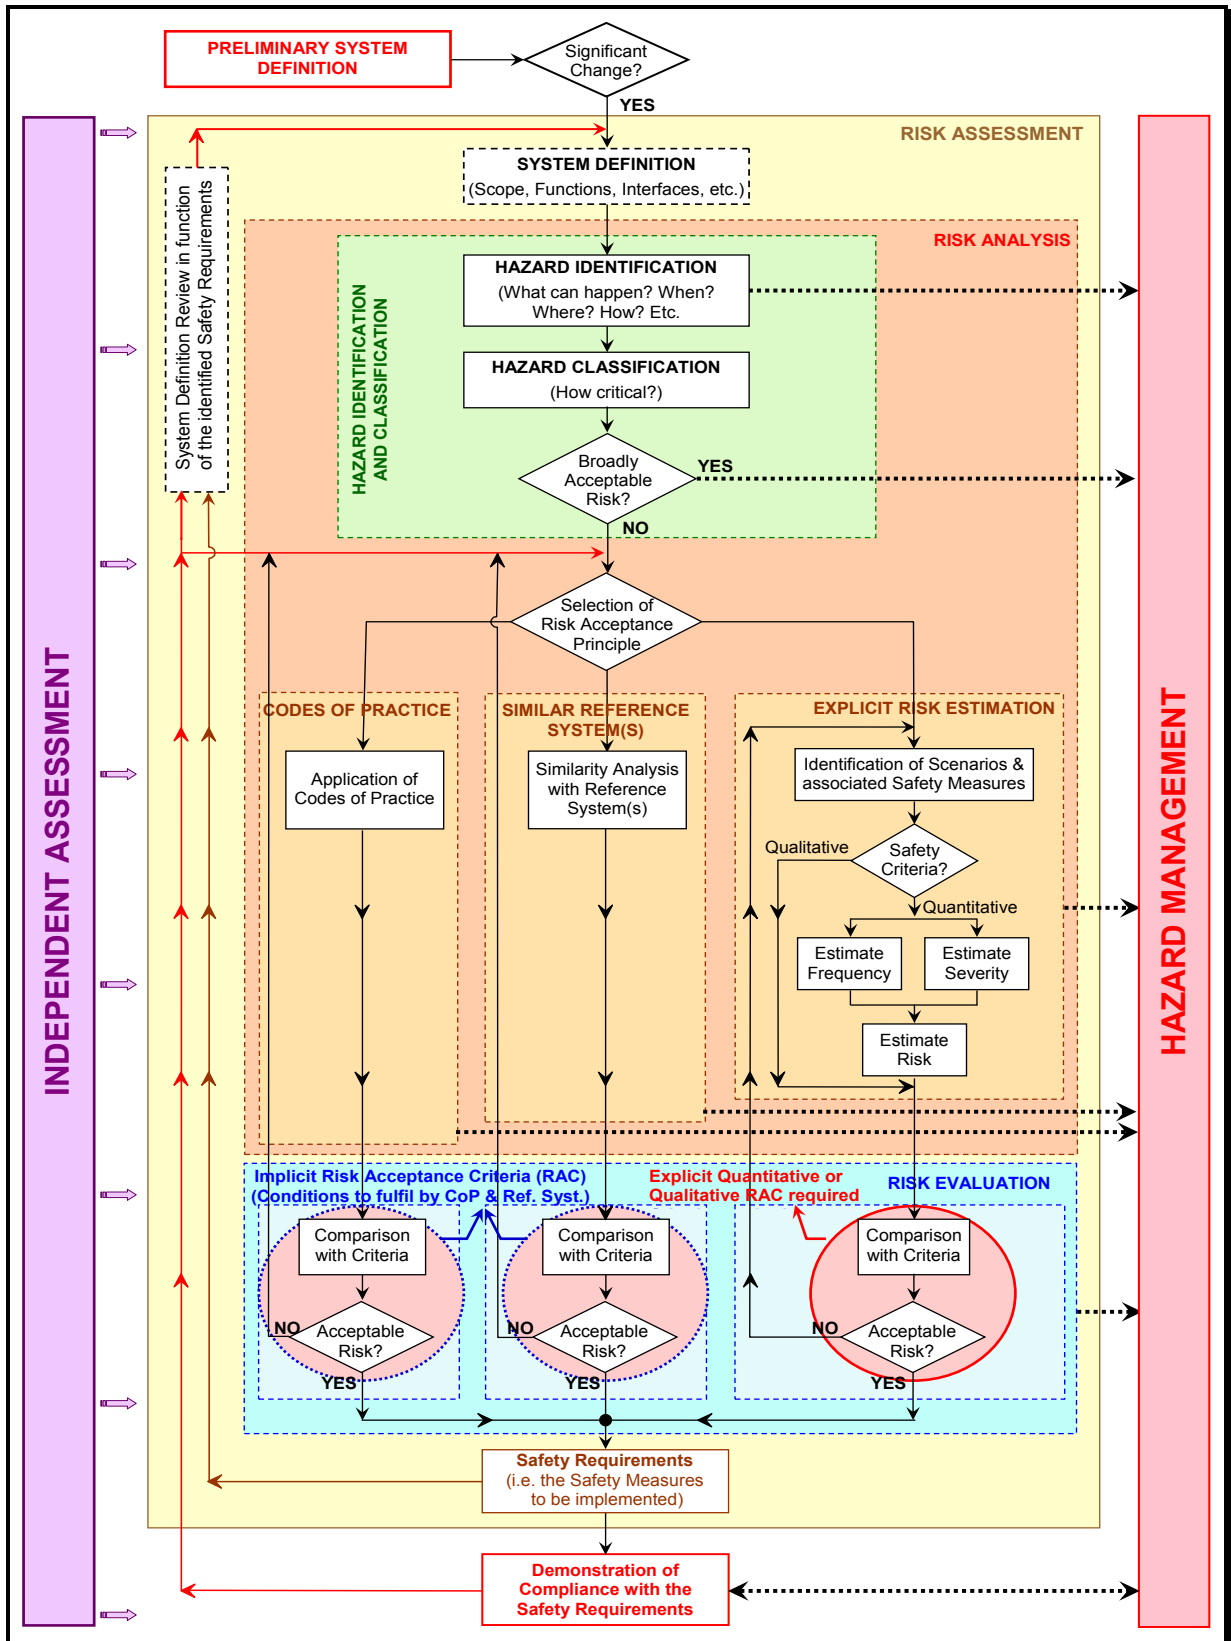 PRELIMINARY SYSTEM
DEFINITION
Significant
Change?
YES
RISK ASSESSMENT
SYSTEM DEFINITION
(Scope, Functions, Interfaces, etc.)
System Definition Review in function
of the identified Safety Requirements
RISK ANALYSIS
HAZARD IDENTIFICATION
AND CLASSIFICATION
HAZARD IDENTIFICATION
(What can happen? When?
Where? How? Etc.
HAZARD CLASSIFICATION
(How critical?)
Broadly
Acceptable
Risk?
YES
NO
Selection of
Risk Acceptance
Principle
INDEPENDENT ASSESSMENT
HAZARD MANAGEMENT
CODES OF PRACTICE
Application of
Codes of Practice
SIMILAR REFERENCE
SYSTEM(S)
Similarity Analysis
with Reference
System(s)
EXPLICIT RISK ESTIMATION
Identification of Scenarios &
associated Safety Measures
Qualitative
Safety
Criteria?
Quantitative
Estimate
Frequency
Estimate
Severity
Estimate
Risk
Implicit Risk Acceptance Criteria (RAC)
(Conditions to fulfil by CoP & Ref. Syst.)
Explicit Quantitative or
Qualitative RAC required
RISK EVALUATION
Comparison
with Criteria
NO
Acceptable
Risk?
YES
Comparison
with Criteria
NO
Acceptable
Risk?
YES
Comparison
with Criteria
NO
Acceptable
Risk?
YES
Safety Requirements
(i.e. the Safety Measures
to be implemented)
Demonstration of
Compliance with the
Safety Requirements